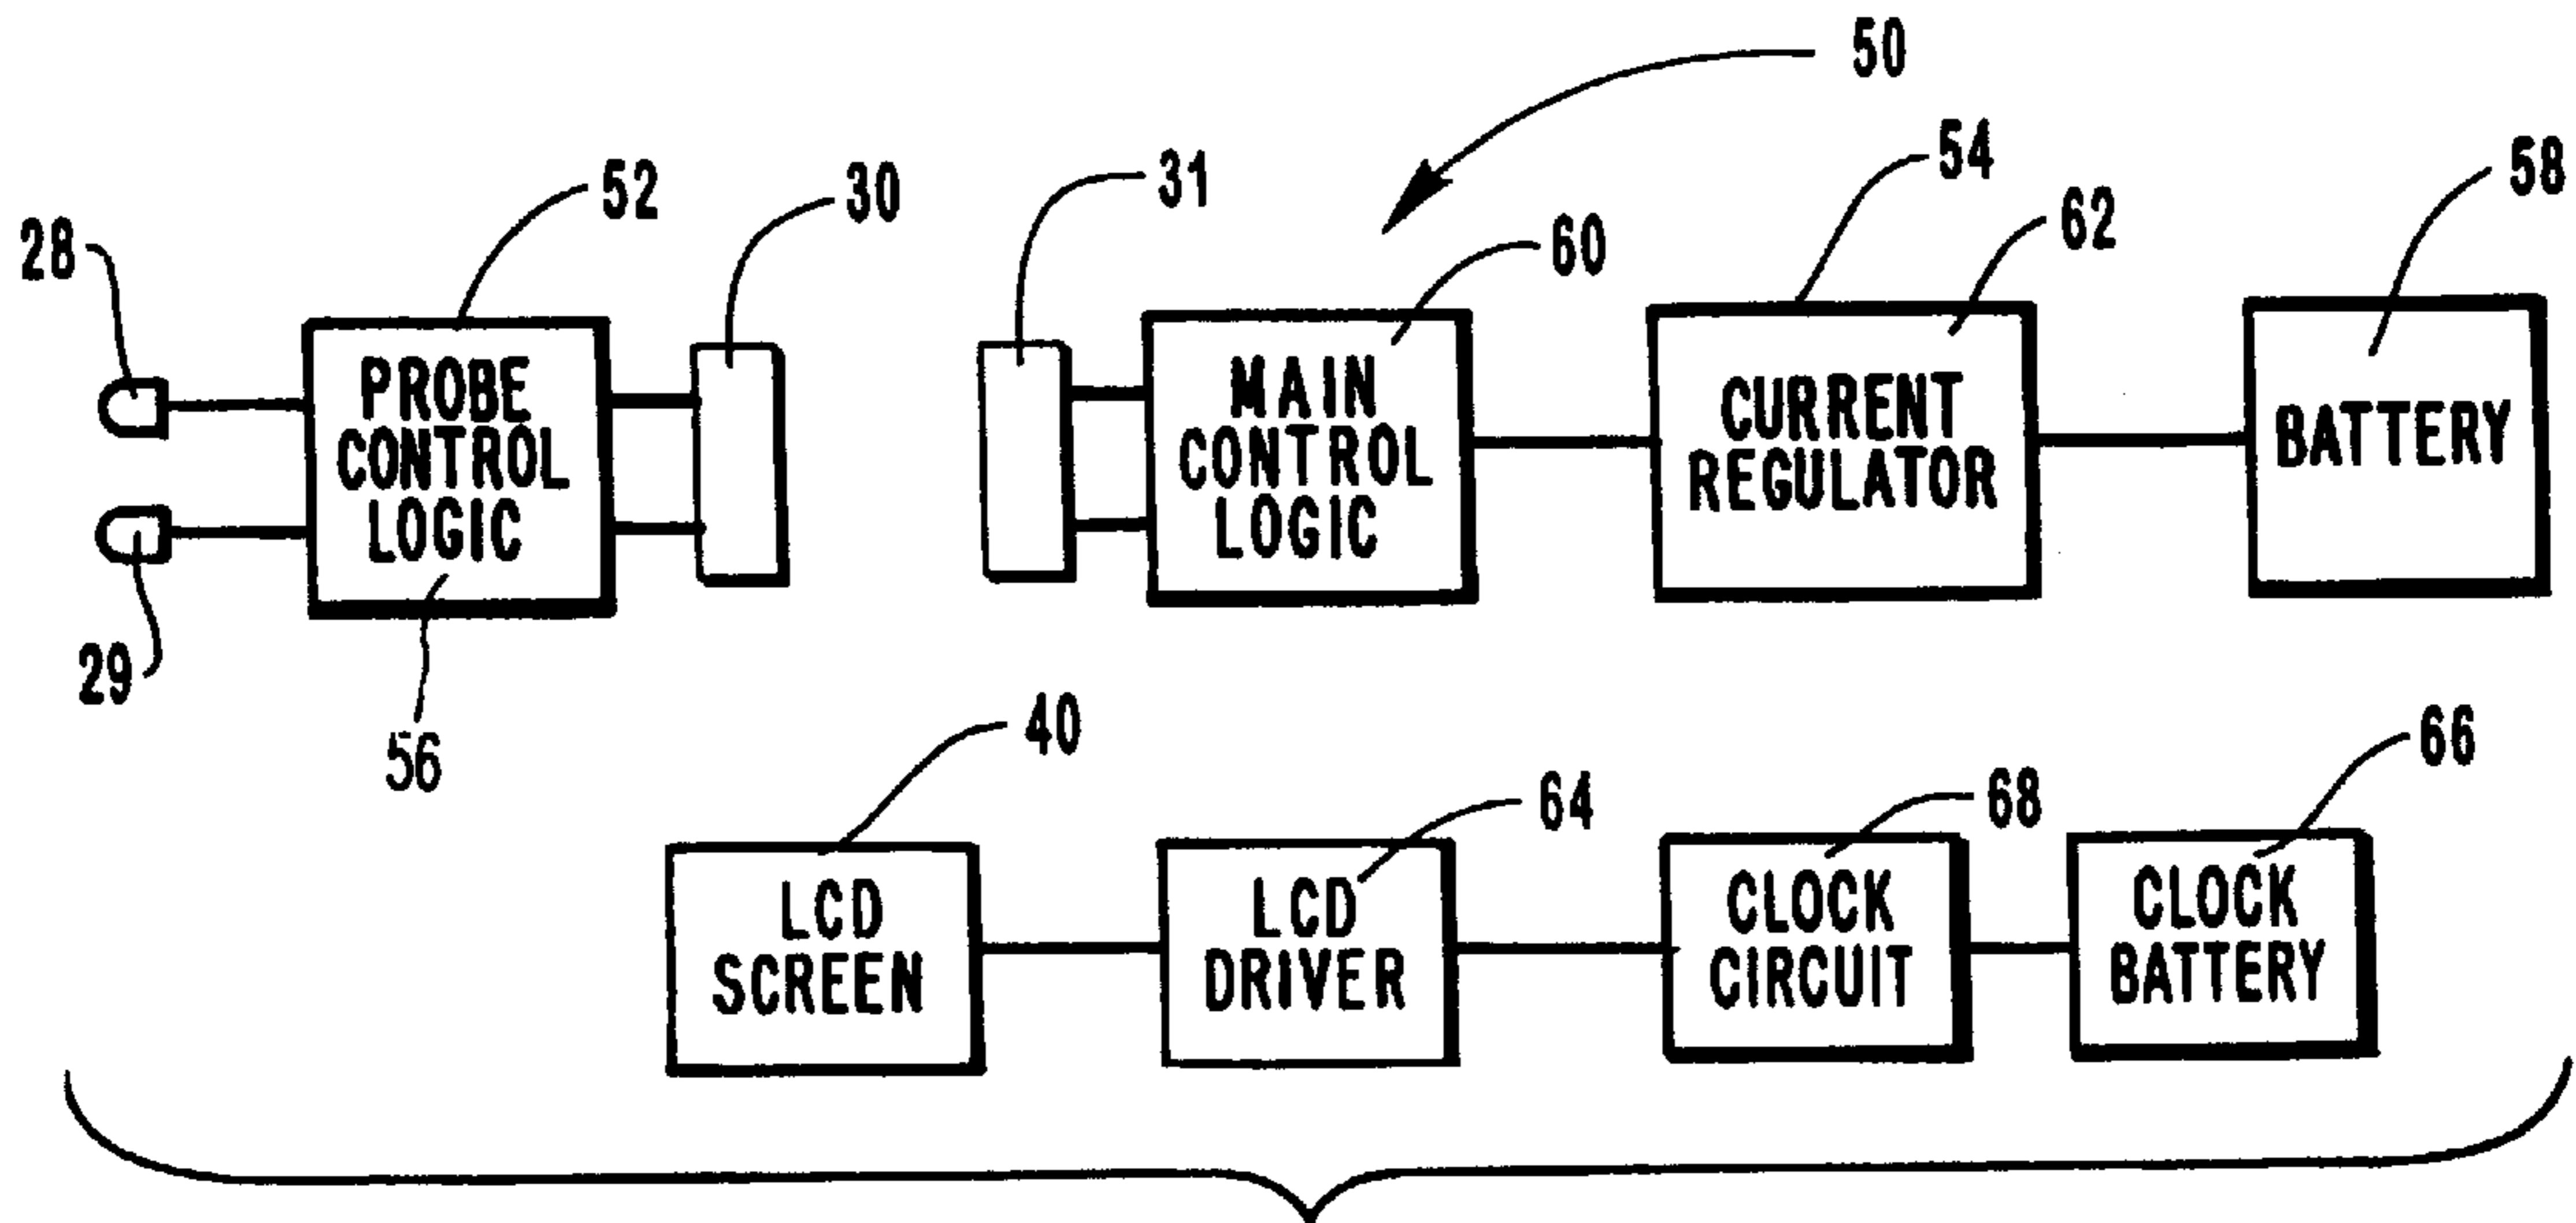 50
54
58
52
30
31
60
62
28
PROBE
CONTROL
LOGIC
MAIN
CONTROL
LOGIC
CURRENT
REGULATOR
BATTERY
29
56
40
64
68
66
LCD
SCREEN
LCD
DRIVER
CLOCK
CIRCUIT
CLOCK
BATTERY